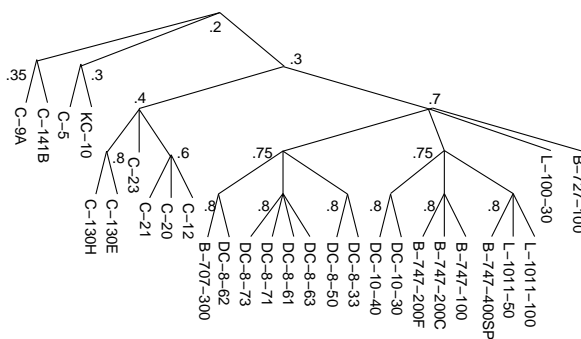 .2
.3
.35
.3
.4
.7
.8
.6
.75
.75
.8
.8
.8
.8
.8
.8
C−9A
C−141B
C−5
KC−10
C−130H
C−130E
C−23
C−21
C−20
C−12
B−707−300
DC−8−62
DC−8−73
DC−8−71
DC−8−61
DC−8−63
DC−8−50
DC−8−33
DC−10−40
DC−10−30
B−747−200F
B−747−200C
B−747−100
B−747−400SP
L−1011−50
L−1011−100
L−100−30
B−727−100